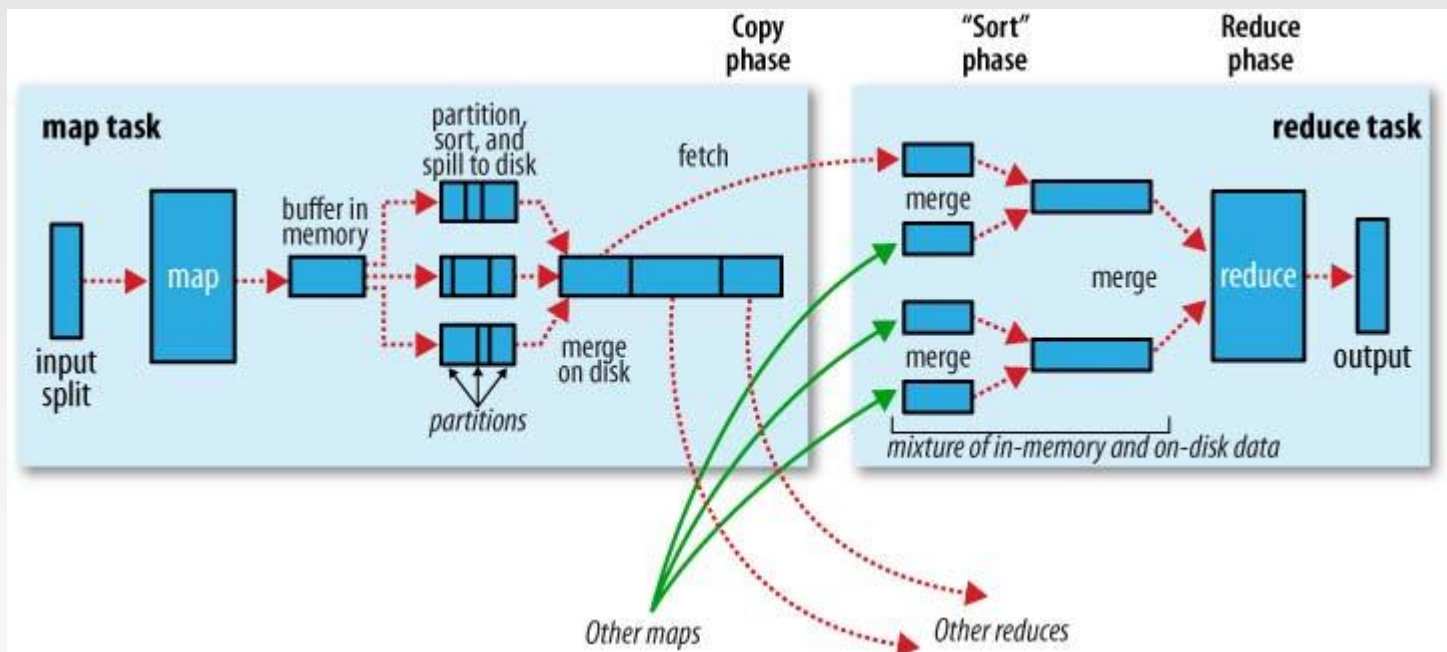 Copy
phase
“Sort”
phase
Reduce
phase
map task
partition,
sort, and
spill to disk
fetch
buffer in
memory
map
input
split
merge
on disk
partitions
reduce task
merge
merge
merge
reduce
output
mixture of in-memory and on-disk data
Other maps
Other reduces